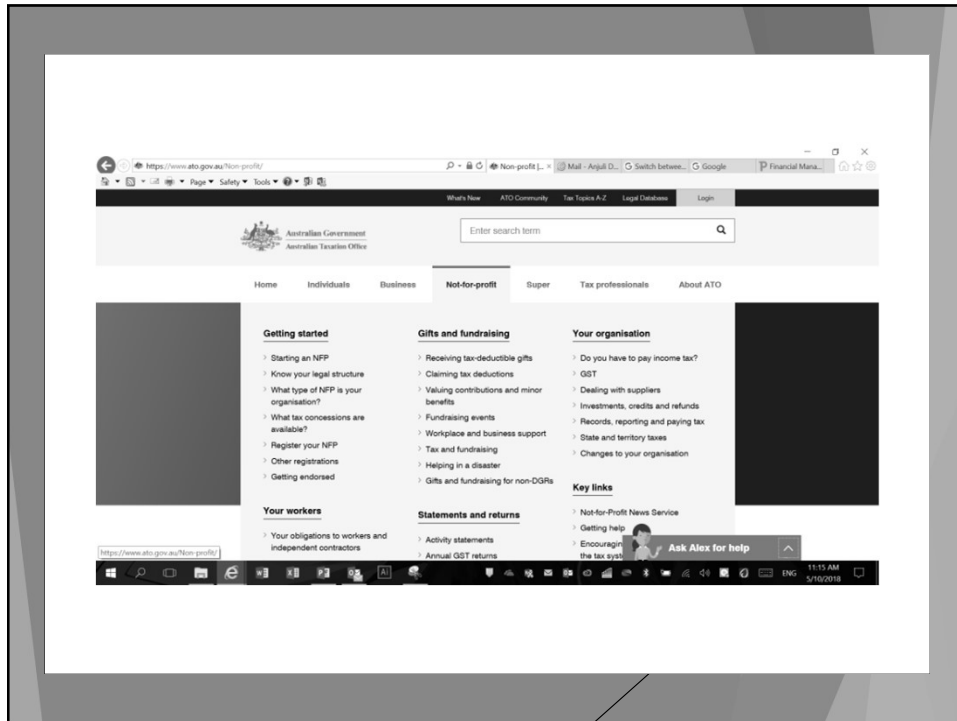 https://www.ato.gov.au/Non-profit/
Non-profit |...
Mail - Anjuli D...
Switch betwee...
Google
Financial Mana...
Page Safety Tools
What's New ATO Community Tax Topics A-Z Legal Database Login
Australian Government
Australian Taxation Office
Enter search term
Home Individuals Business Not-for-profit Super Tax professionals About ATO
Getting started
Starting an NFP
Know your legal structure
What type of NFP is your
organisation?
What tax concessions are
available?
Register your NFP
Other registrations
Getting endorsed
Your workers
Your obligations to workers and
independent contractors
Gifts and fundraising
Receiving tax-deductible gifts
Claiming tax deductions
Valuing contributions and minor
benefits
Fundraising events
Workplace and business support
Tax and fundraising
Helping in a disaster
Gifts and fundraising for non-DGRs
Statements and returns
Activity statements
Annual GST returns
Your organisation
Do you have to pay income tax?
GST
Dealing with suppliers
Investments, credits and refunds
Records, reporting and paying tax
State and territory taxes
Changes to your organisation
Key links
Not-for-Profit News Service
Getting help
Encouragin
the tax syst
Ask Alex for help
https://www.ato.gov.au/Non-profit/
ENG
11:15 AM
5/10/2018